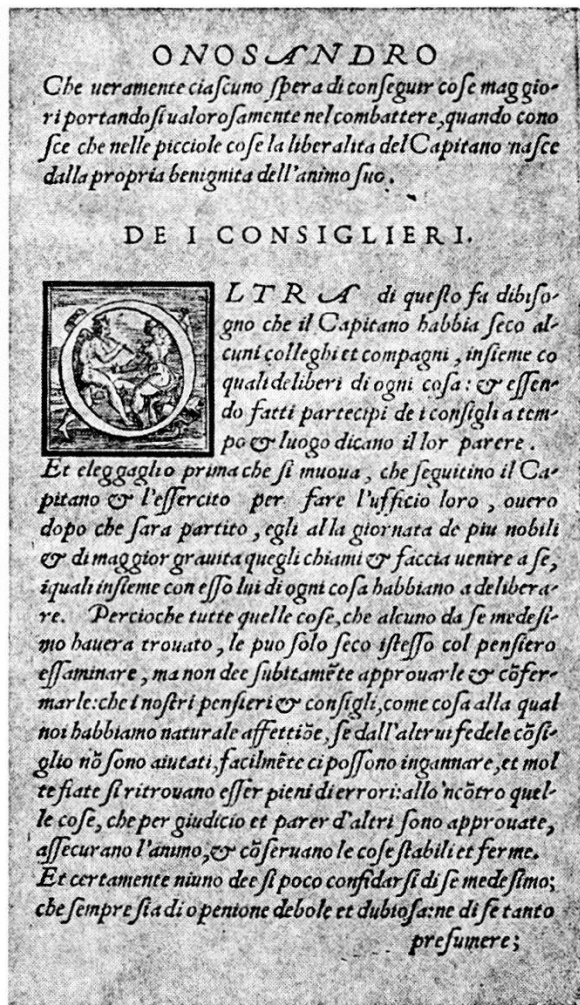 ONOSANDRO
Che ueramente ciaſcuno ſpera di conſeguir coſe maggio-
ri portandoſi ualoroſamente nel combattere, quando cono
ſce che nelle picciole coſe la liberalita del Capitano naſce
dalla propria benignita dell'animo ſuo.
DE I CONSIGLIERI.
OLTRA di queſto fa dibiſo-
gno che il Capitano habbia ſeco al-
cuni colleghi et compagni, inſieme co
quali deliberi di ogni coſa: & eſſen-
do fatti partecipi de i conſigli a tem-
po & luogo dicano il lor parere.
Et eleggaglio prima che ſi muoua, che ſeguitino il Ca-
pitano & l'eſſercito per fare l'ufficio loro, ouero
dopo che ſara partito, egli alla giornata de piu nobili
& di maggior grauita quegli chiami & faccia uenire a ſe,
iquali inſieme con eſſo lui di ogni coſa habbiano a delibera-
re. Percioche tutte quelle coſe, che alcuno da ſe medeſi-
mo hauera trouato, le puo ſolo ſeco iſteſſo col penſiero
eſſaminare, ma non dee ſubitamẽte approuarle & cõfer-
marle: che i noſtri penſieri & conſigli, come coſa alla qual
noi habbiamo naturale affettiõe, ſe dall'altrui fedele cõſi-
glio nõ ſono aiutati, facilmẽte ci poſſono ingannare, et mol
te fiate ſi ritrouano eſſer pieni di errori: allo'ncõtro quel-
le coſe, che per giudicio et parer d'altri ſono approuate,
aſſecurano l'animo, & cõſeruano le coſe ſtabili et ferme.
Et certamente niuno dee ſi poco confidarſi di ſe medeſimo;
che ſempre ſia di openione debole et dubioſa: ne di ſe tanto
preſumere;